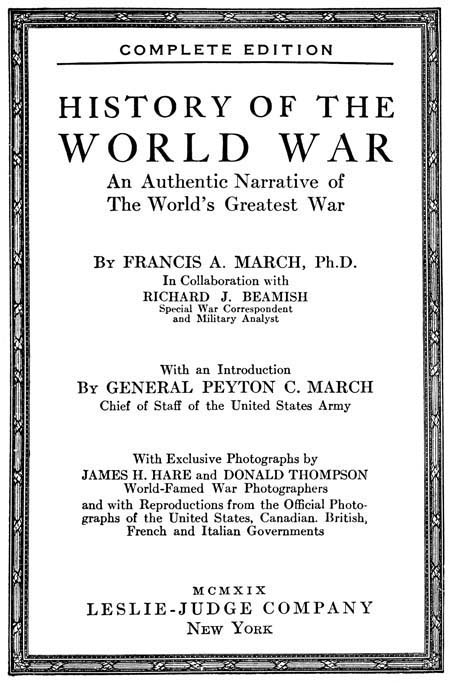 COMPLETE EDITION
HISTORY OF THE
WORLD WAR
An Authentic Narrative of
The World's Greatest War
By FRANCIS A. MARCH, Ph.D.
In Collaboration with
RICHARD J. BEAMISH
Special War Correspondent
and Military Analyst
With an Introduction
By GENERAL PEYTON C. MARCH
Chief of Staff of the United States Army
With Exclusive Photographs by
JAMES H. HARE and DONALD THOMPSON
World-Famed War Photographers
and with Reproductions from the Official Photo-
graphs of the United States, Canadian. British,
French and Italian Governments
MCMXIX
LESLIE-JUDGE COMPANY
New York